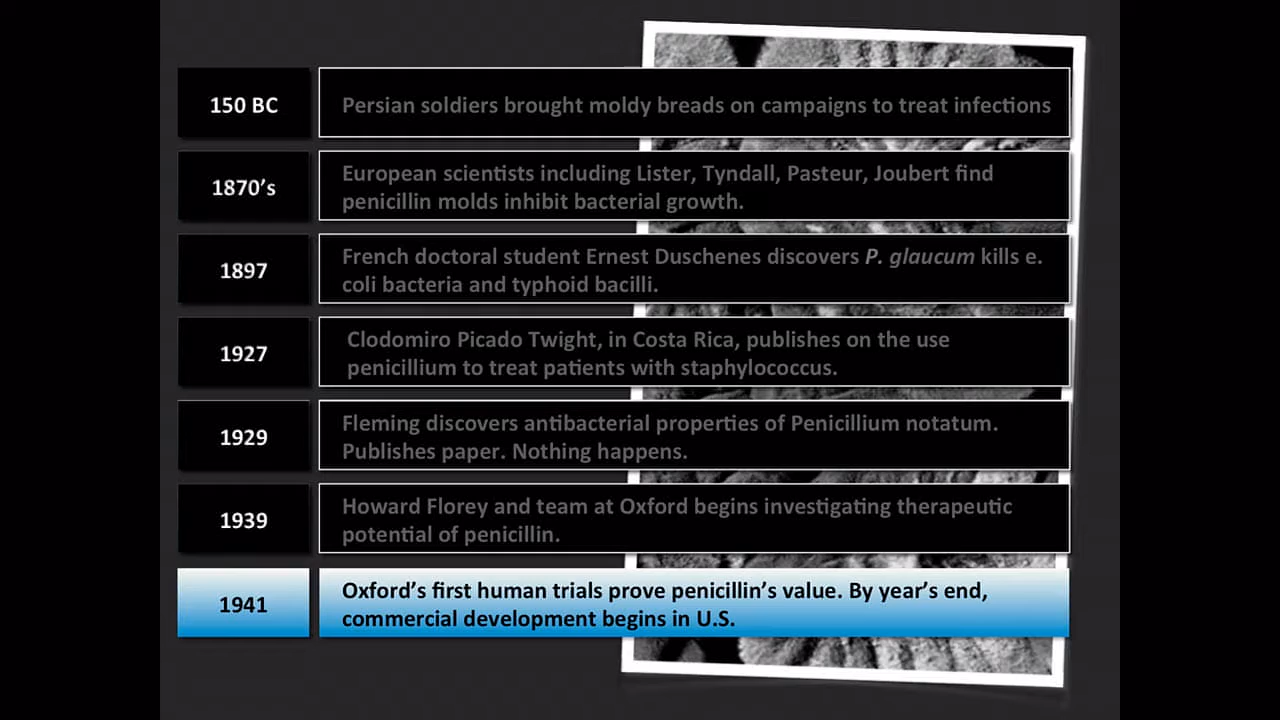 150 BC
Persian soldiers brought moldy breads on campaigns to treat infections
1870's
European scientists including Lister, Tyndall, Pasteur, Joubert find
penicillin molds inhibit bacterial growth.
1897
French doctoral student Ernest Duschenes discovers P. glaucum kills e.
coli bacteria and typhoid bacilli.
1927
Clodomiro Picado Twight, in Costa Rica, publishes on the use
penicillium to treat patients with staphylococcus.
1929
Fleming discovers antibacterial properties of Penicillium notatum.
Publishes paper. Nothing happens.
1939
Howard Florey and team at Oxford begins investigating therapeutic
potential of penicillin.
1941
Oxford's first human trials prove penicillin's value. By year's end,
commercial development begins in U.S.